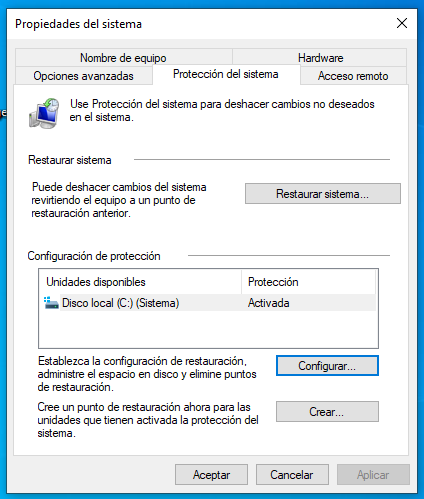 Propiedades del sistema
Nombre de equipo
Hardware
Opciones avanzadas
Protección del sistema
Acceso remoto
Use Protección del sistema para deshacer cambios no deseados
en el sistema.
Restaurar sistema
Puede deshacer cambios del sistema
revirtiendo el equipo a un punto de
restauración anterior.
Restaurar sistema...
Configuración de protección
Unidades disponibles
Protección
Disco local (C:) (Sistema)
Activada
Establezca la configuración de restauración,
administre el espacio en disco y elimine puntos
de restauración.
Configurar...
Cree un punto de restauración ahora para las
unidades que tienen activada la protección del
sistema.
Crear...
Aceptar
Cancelar
Aplicar